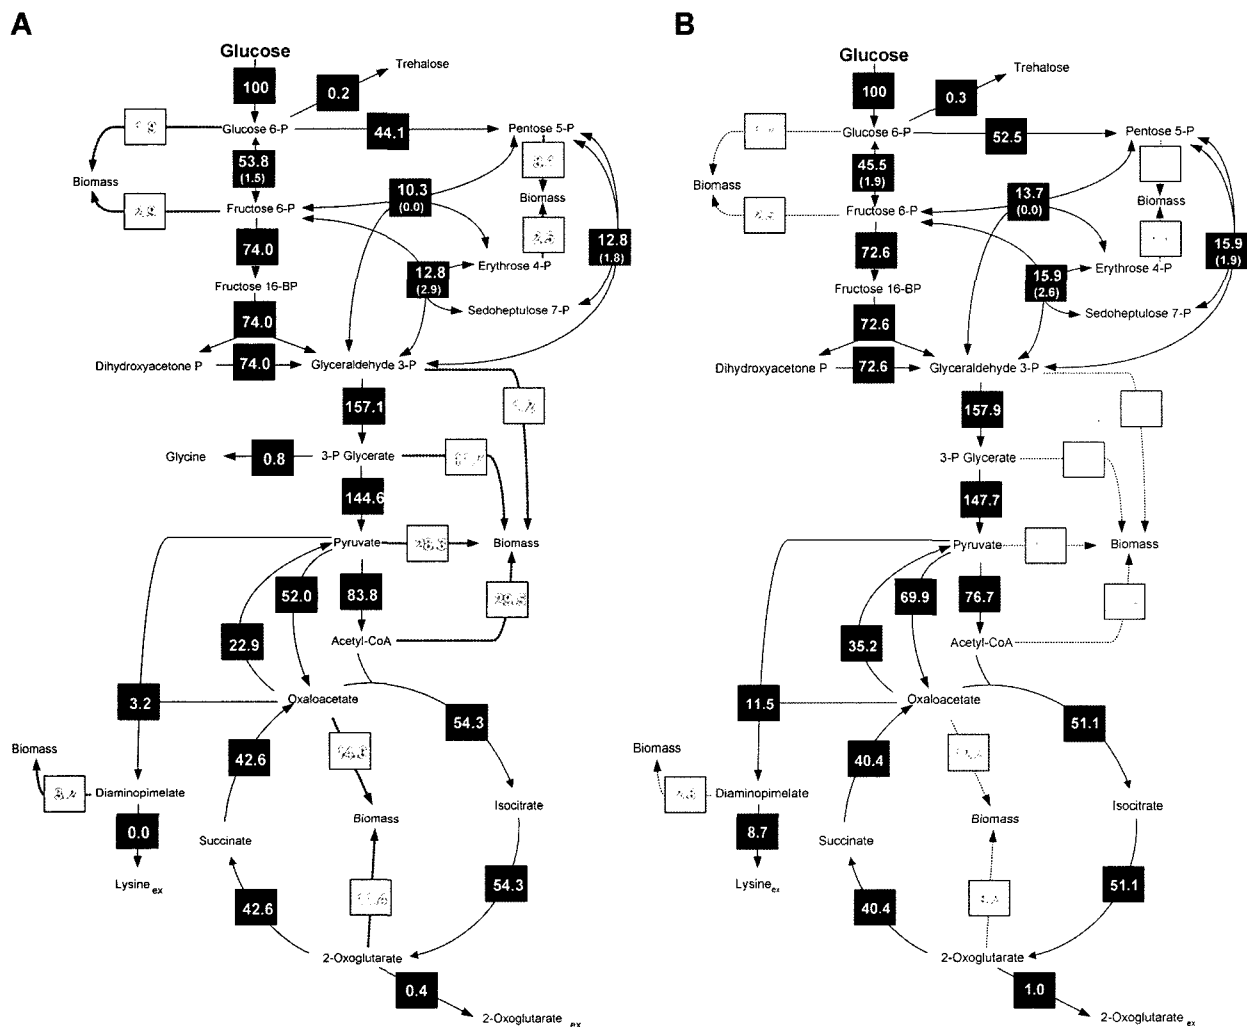 A
Glucose
100
0.2
Trehalose
Glucose 6-P
44.1
Pentose 5-P
53.8
(1.5)
Biomass
10.3
(0.0)
Biomass
Fructose 6-P
12.8
(1.8)
74.0
12.8
(2.9)
Erythrose 4-P
Fructose 16-BP
Sedoheptulose 7-P
74.0
Dihydroxyacetone P
74.0
Glyceraldehyde 3-P
157.1
Glycine
0.8
3-P Glycerate
144.6
Pyruvate
Biomass
52.0
83.8
22.9
Acetyl-CoA
3.2
Oxaloacetate
54.3
Biomass
42.6
Diaminopimelate
Isocitrate
0.0
Biomass
Succinate
Lysine ex
54.3
42.6
2-Oxoglutarate
0.4
2-Oxoglutarate ex
B
Glucose
100
0.3
Trehalose
Glucose 6-P
52.5
Pentose 5-P
45.5
(1.9)
Biomass
13.7
(0.0)
Biomass
Fructose 6-P
15.9
(1.9)
72.6
15.9
(2.6)
Erythrose 4-P
Fructose 16-BP
Sedoheptulose 7-P
72.6
Dihydroxyacetone P
72.6
Glyceraldehyde 3-P
157.9
3-P Glycerate
147.7
Pyruvate
Biomass
69.9
76.7
35.2
Acetyl-CoA
11.5
Oxaloacetate
51.1
Biomass
40.4
Diaminopimelate
Isocitrate
8.7
Biomass
Succinate
Lysine ex
51.1
40.4
2-Oxoglutarate
1.0
2-Oxoglutarate ex